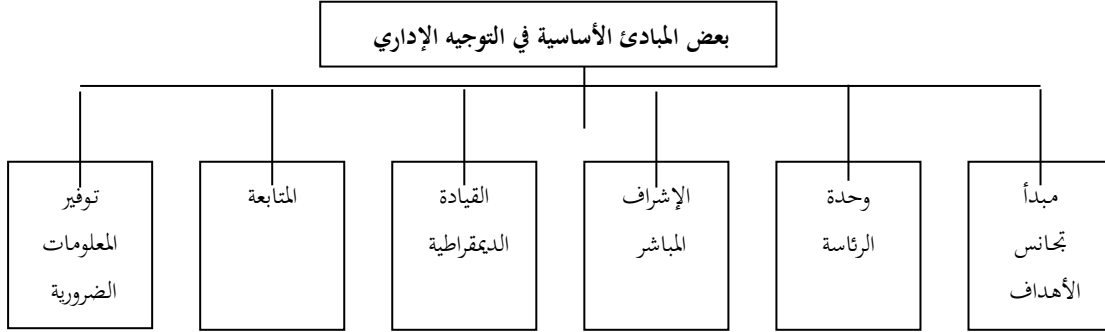 بعض المبادئ الأساسية في التوجيه الإداري
مبدأ
تجانس
الأهداف
وحدة
الرئاسة
الإشراف
المباشر
القيادة
الديمقراطية
المتابعة
توفير
المعلومات
الضرورية